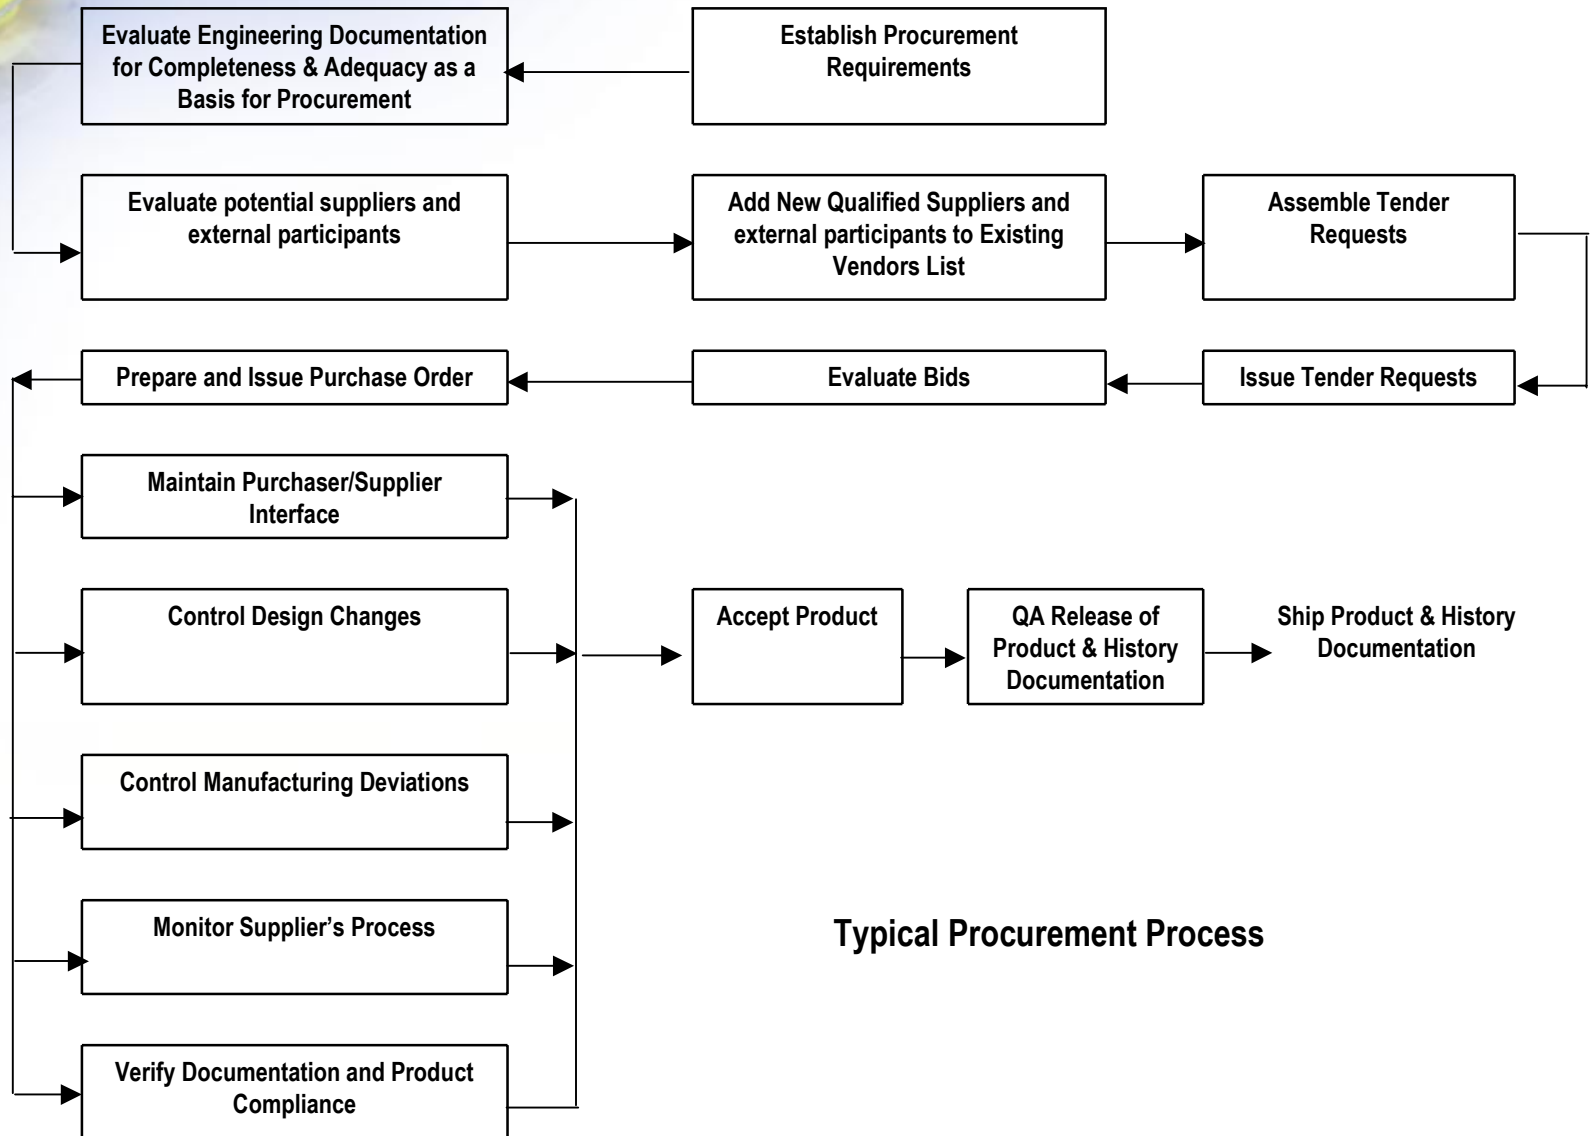 Evaluate Engineering Documentation
for Completeness & Adequacy as a
Basis for Procurement
Establish Procurement
Requirements
Evaluate potential suppliers and
external participants
Add New Qualified Suppliers and
external participants to Existing
Vendors List
Assemble Tender
Requests
Prepare and Issue Purchase Order
Evaluate Bids
Issue Tender Requests
Maintain Purchaser/Supplier
Interface
Control Design Changes
Accept Product
QA Release of
Product & History
Documentation
Ship Product & History
Documentation
Control Manufacturing Deviations
Monitor Supplier’s Process
Typical Procurement Process
Verify Documentation and Product
Compliance